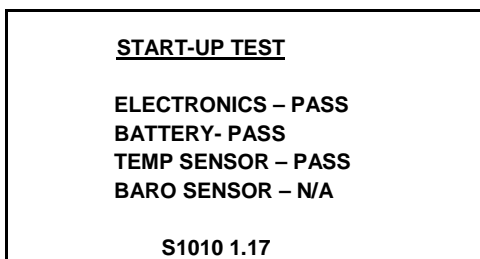 START-UP TEST
ELECTRONICS – PASS
BATTERY- PASS
TEMP SENSOR – PASS
BARO SENSOR – N/A
S1010 1.17